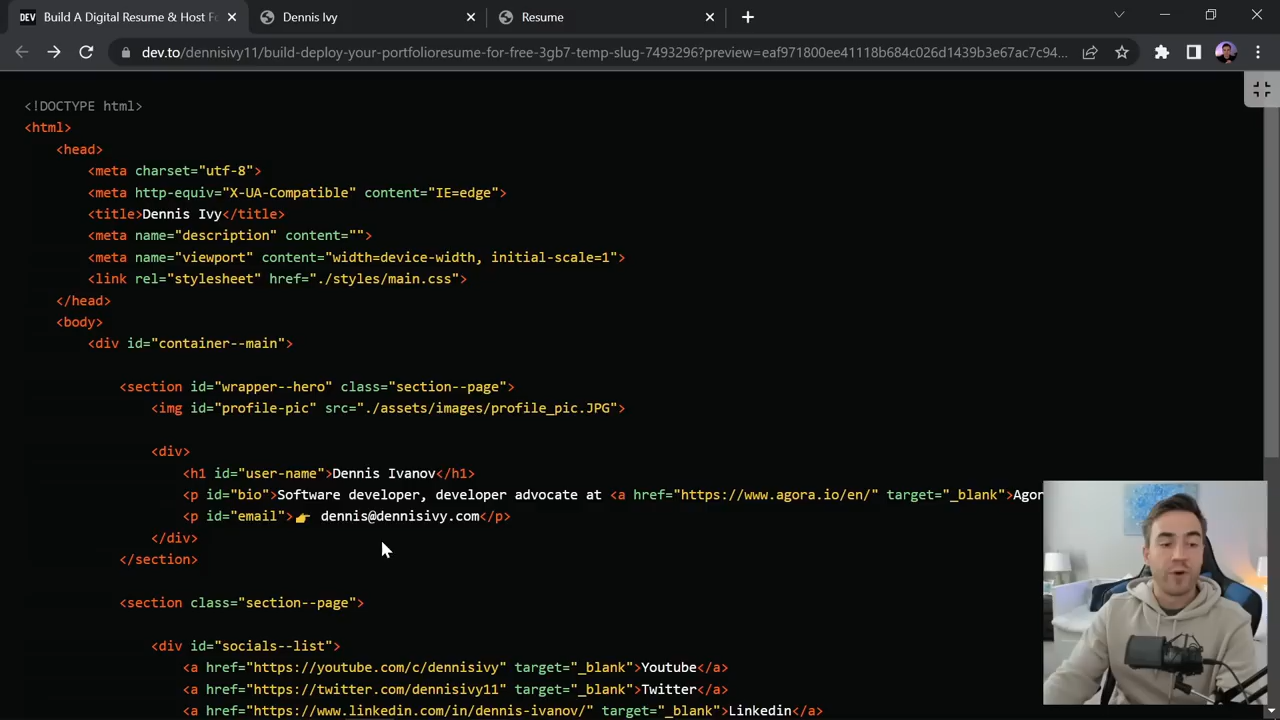 DEV Build A Digital Resume & Host F
Dennis Ivy
Resume
dev.to/dennisivy11/build-deploy-your-portfolioresume-for-free-3gb7-temp-slug-7493296?preview=eaf971800ee41118b684c026d1439b3e67ac7c94...
<!DOCTYPE html>
<html>
<head>
<meta charset="utf-8">
<meta http-equiv="X-UA-Compatible" content="IE=edge">
<title>Dennis Ivy</title>
<meta name="description" content="">
<meta name="viewport" content="width=device-width, initial-scale=1">
<link rel="stylesheet" href="./styles/main.css">
</head>
<body>
<div id="container--main">
<section id="wrapper--hero" class="section--page">
<img id="profile-pic" src="./assets/images/profile_pic.JPG">
<div>
<h1 id="user-name">Dennis Ivanov</h1>
<p id="bio">Software developer, developer advocate at <a href="https://www.agora.io/en/" target="_blank">Agor
<p id="email">👉 dennis@dennisivy.com</p>
</div>
</section>
<section class="section--page">
<div id="socials--list">
<a href="https://youtube.com/c/dennisivy" target="_blank">Youtube</a>
<a href="https://twitter.com/dennisivy11" target="_blank">Twitter</a>
<a href="https://www.linkedin.com/in/dennis-ivanov/" target="_blank">Linkedin</a>